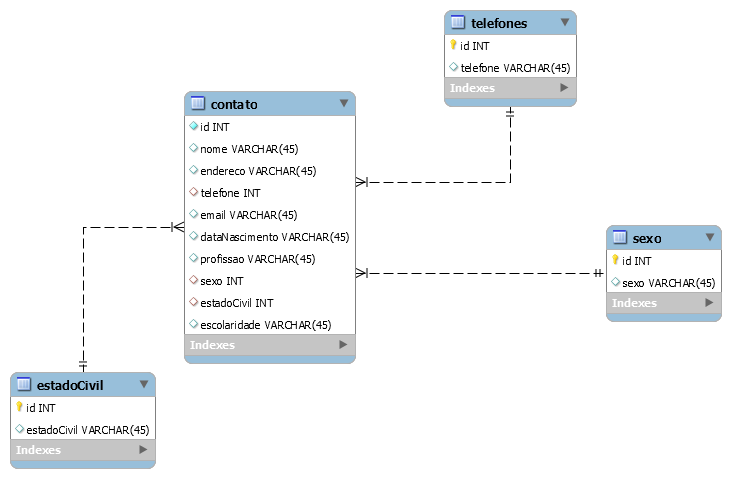 telefones
id INT
telefone VARCHAR(45)
Indexes
contato
id INT
nome VARCHAR(45)
endereco VARCHAR(45)
telefone INT
email VARCHAR(45)
dataNascimento VARCHAR(45)
profissao VARCHAR(45)
sexo INT
estadoCivil INT
escolaridade VARCHAR(45)
Indexes
sexo
id INT
sexo VARCHAR(45)
Indexes
estadoCivil
id INT
estadoCivil VARCHAR(45)
Indexes